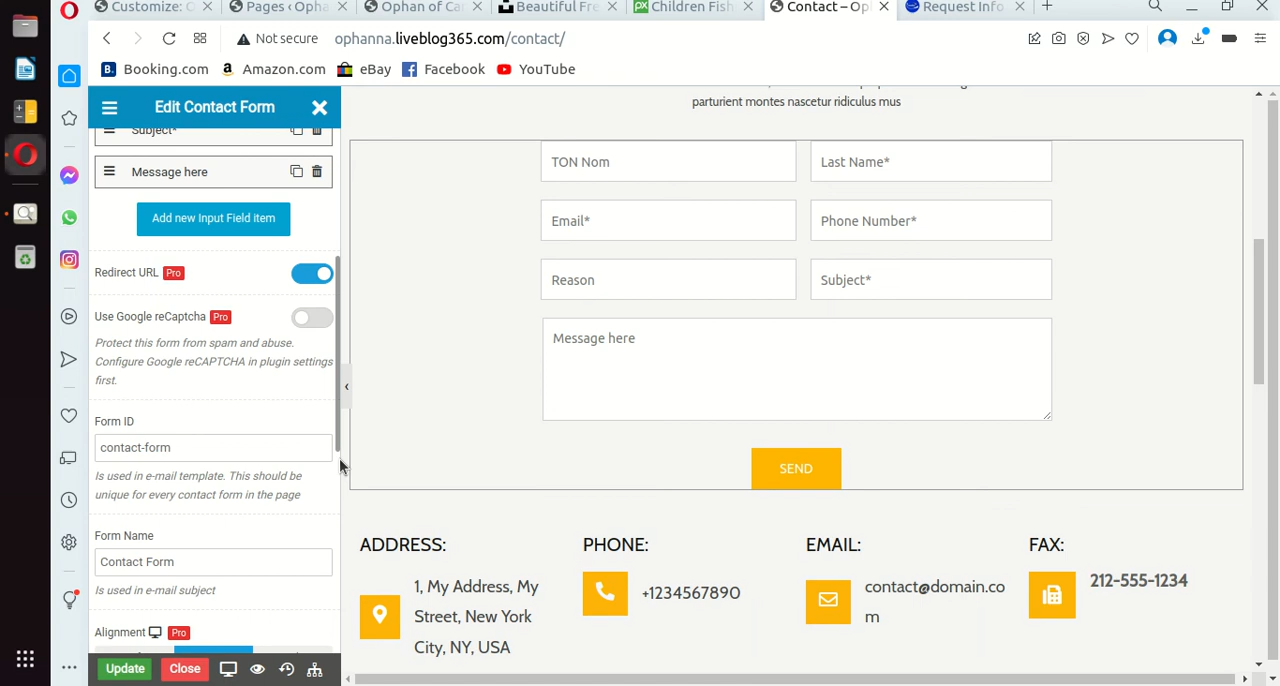 Customize: O
Pages ‹ Opha
Ophan of Ca
Beautiful Fre
Children Fish
Contact – Op
Request Info
Not secure
ophanna.liveblog365.com/contact/
Booking.com
Amazon.com
eBay
Facebook
YouTube
Edit Contact Form
Subject*
Message here
Add new Input Field item
Redirect URL Pro
Use Google reCaptcha Pro
Protect this form from spam and abuse.
Configure Google reCAPTCHA in plugin settings
first.
Form ID
contact-form
Is used in e-mail template. This should be
unique for every contact form in the page
Form Name
Contact Form
Is used in e-mail subject
Alignment Pro
Update
Close
parturient montes nascetur ridiculus mus
TON Nom
Last Name*
Email*
Phone Number*
Reason
Subject*
Message here
SEND
ADDRESS:
1, My Address, My
Street, New York
City, NY, USA
PHONE:
+1234567890
EMAIL:
contact@domain.co
m
FAX:
212-555-1234